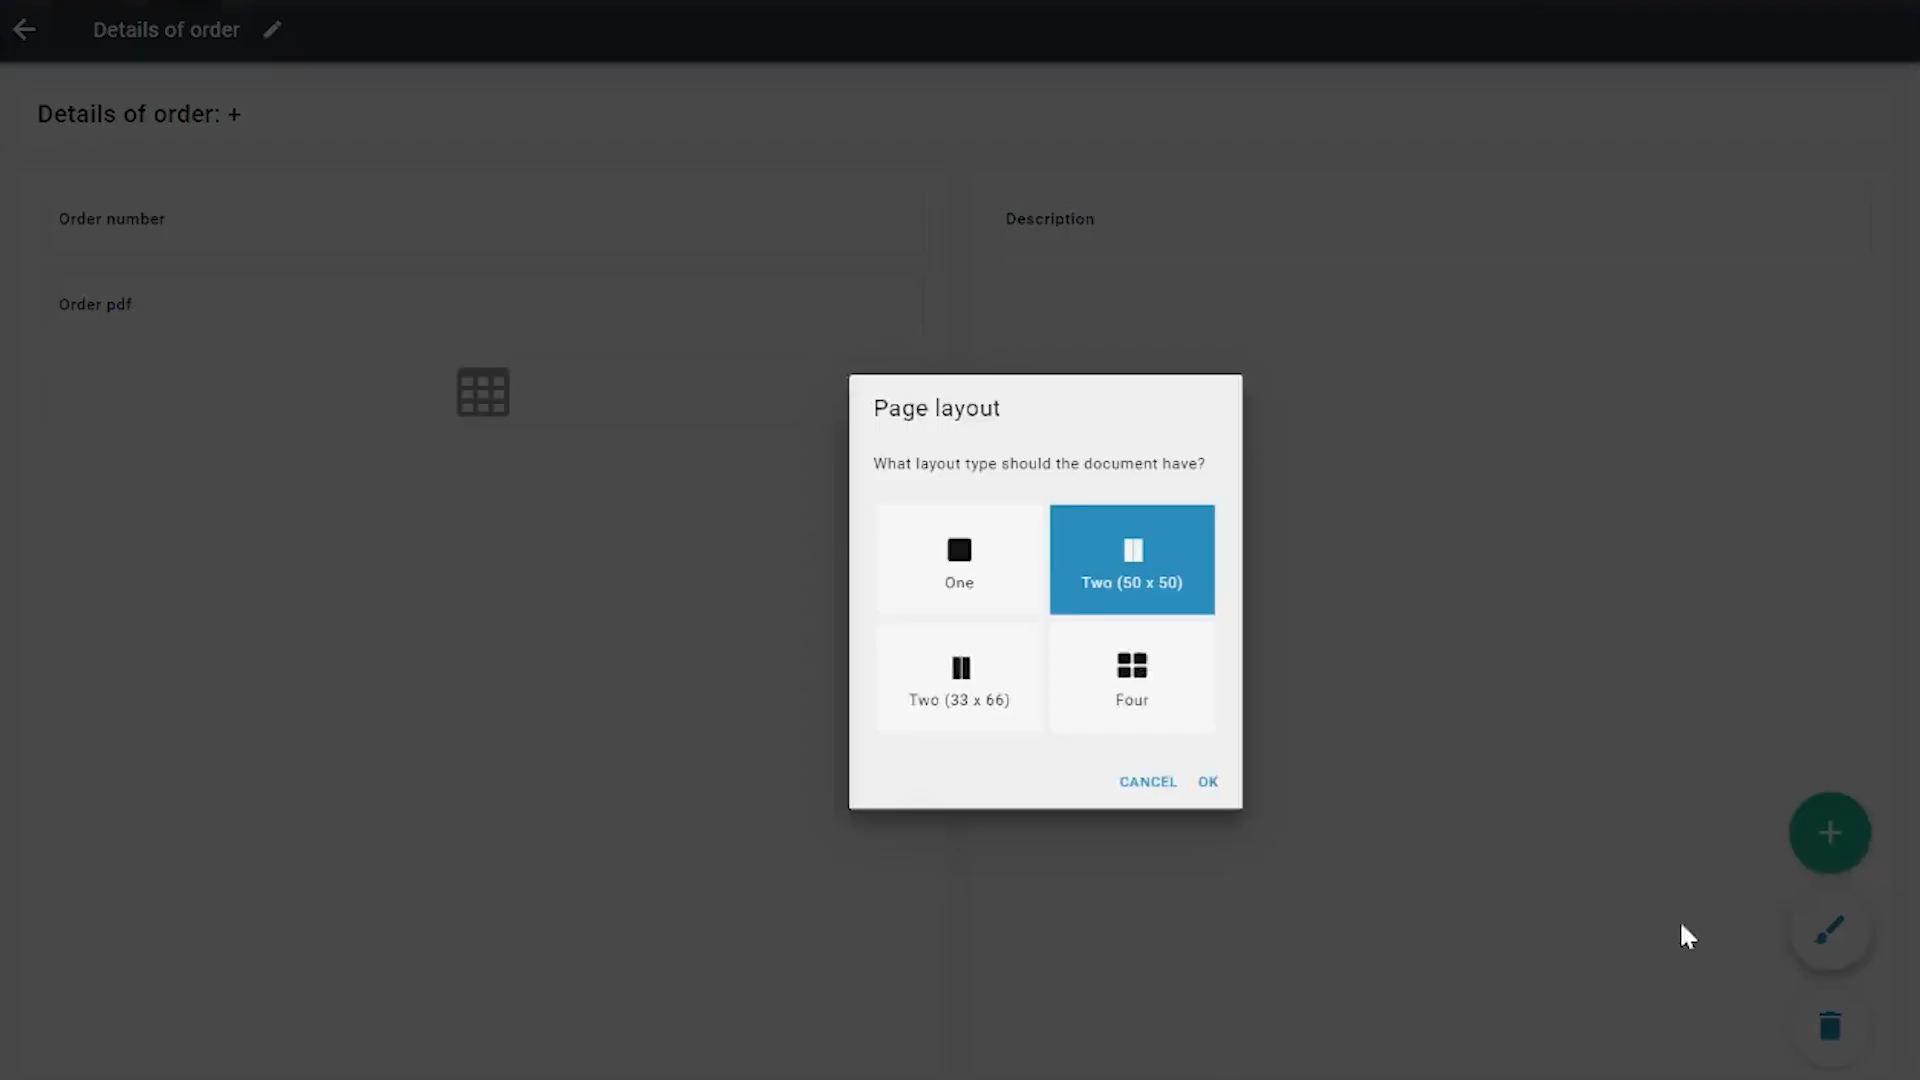 Details of order
Details of order: +
Order number
Description
Order pdf
Page layout
What layout type should the document have?
One
Two (50 x 50)
Two (33 x 66)
Four
CANCEL
OK